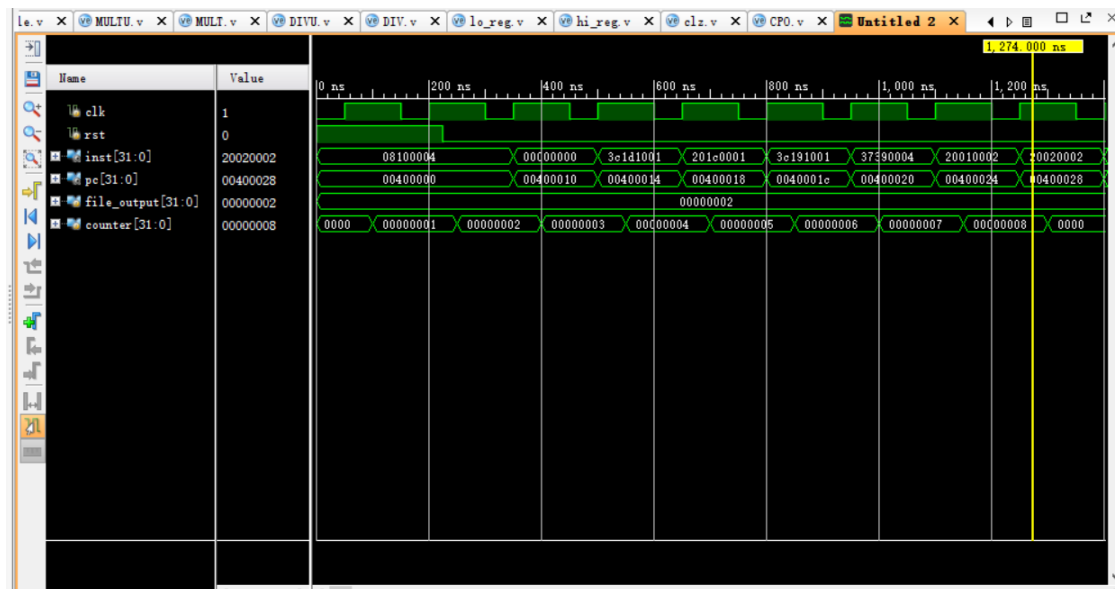 le.v MULTU.v MULT.v DIVU.v DIV.v lo_reg.v hi_reg.v clz.v CPO.v Untitled 2
1,274.000 ns
Name Value
0 ns 200 ns 400 ns 600 ns 800 ns 1,000 ns 1,200 ns
clk 1
rst 0
inst[31:0] 20020002 08100004 00000000 3c1d1001 201c0001 3c191001 37390004 20010002 20020002
pc[31:0] 00400028 00400000 00400010 00400014 00400018 0040001c 00400020 00400024 00400028
file_output[31:0] 00000002 00000002
counter[31:0] 00000008 0000 00000001 00000002 00000003 00000004 00000005 00000006 00000007 00000008 0000